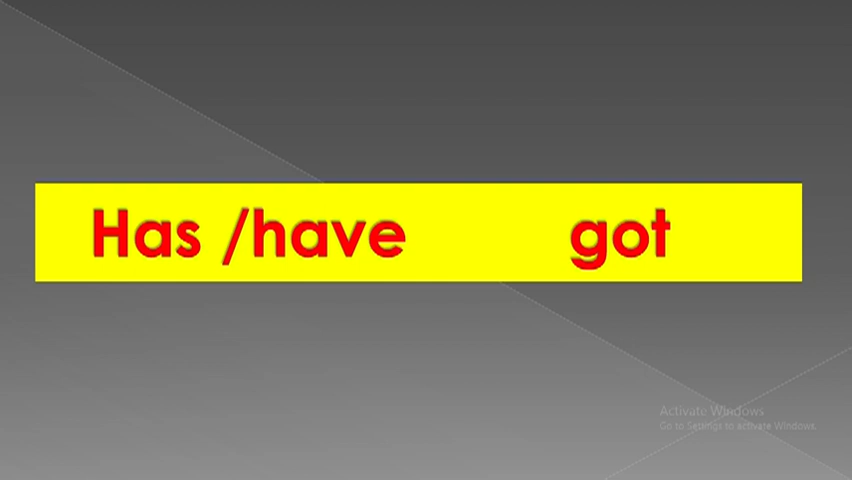 Has /have got
Activate Windows
Go to Settings to activate Windows.